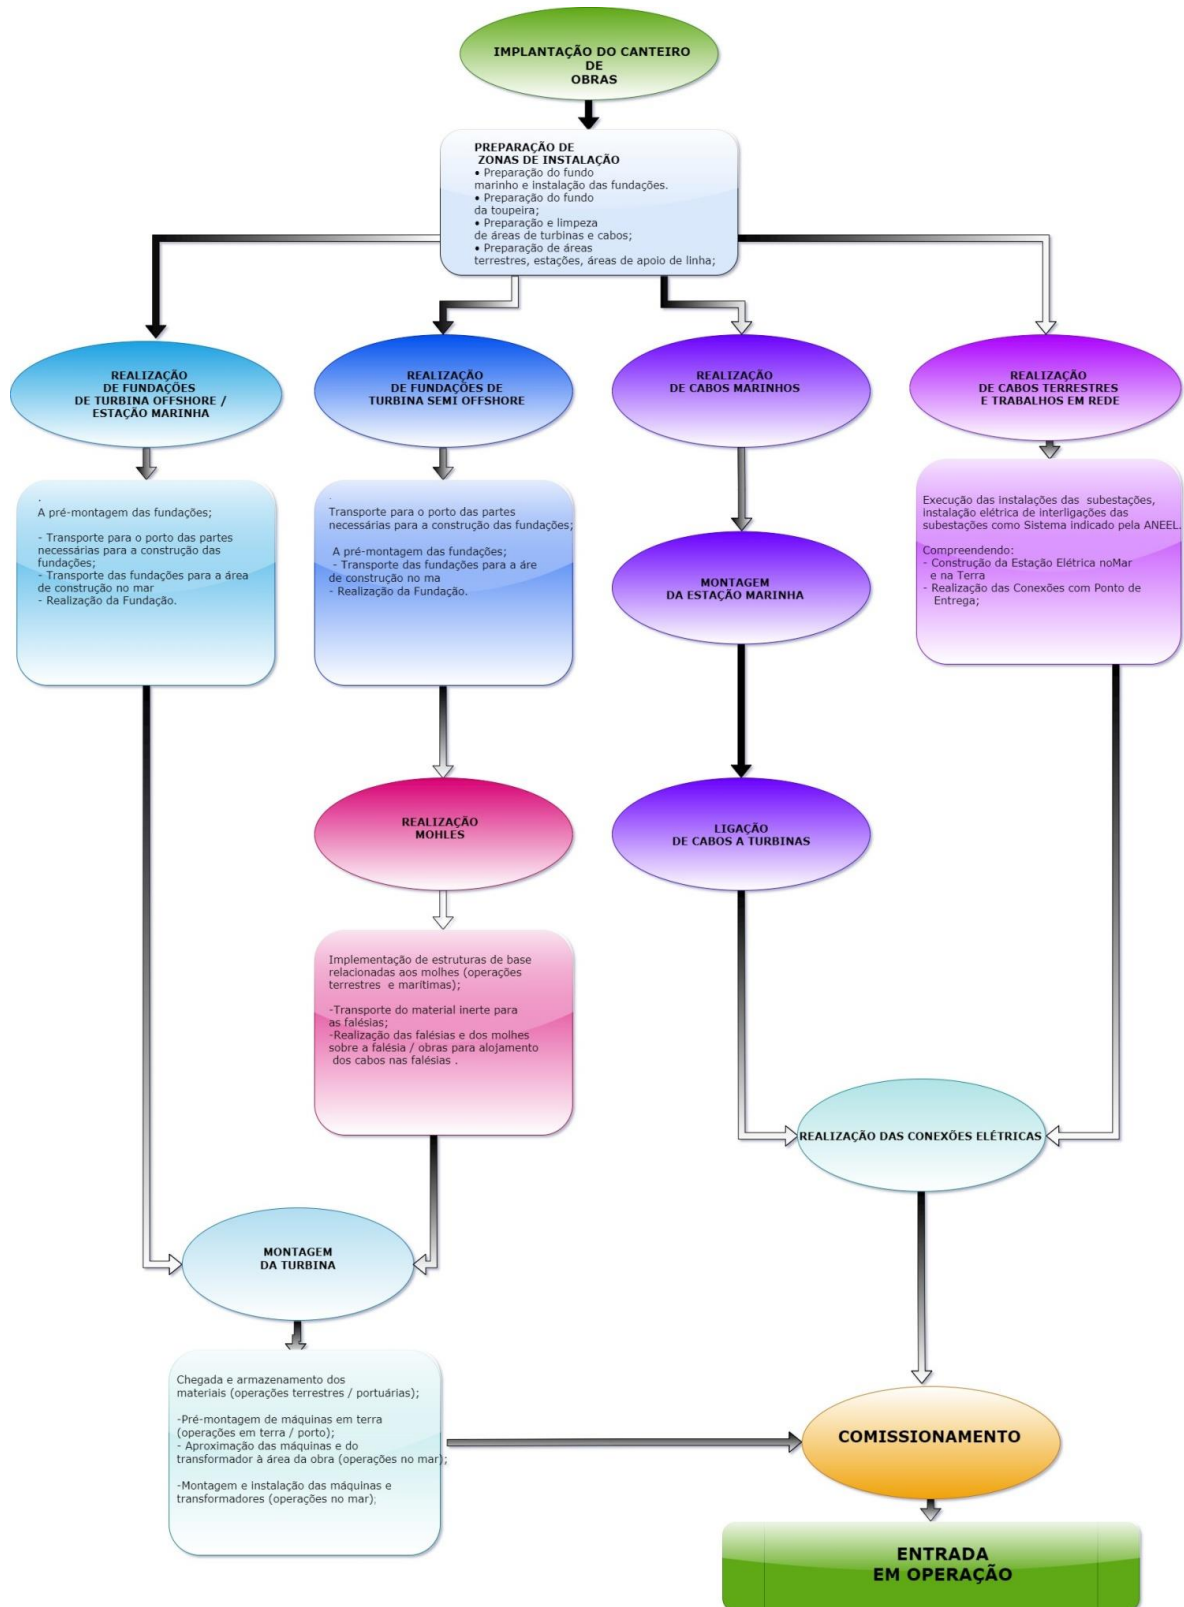 IMPLANTAÇÃO DO CANTEIRO
DE
OBRAS
PREPARAÇÃO DE
ZONAS DE INSTALAÇÃO
• Preparação do fundo
marinho e instalação das fundações.
• Preparação do fundo
da toupeira;
• Preparação e limpeza
de áreas de turbinas e cabos;
• Preparação de áreas
terrestres, estações, áreas de apoio de linha;
REALIZAÇÃO
DE FUNDAÇÕES
DE TURBINA OFFSHORE /
ESTAÇÃO MARINHA
REALIZAÇÃO
DE FUNDAÇÕES DE
TURBINA SEMI OFFSHORE
REALIZAÇÃO
DE CABOS MARINHOS
REALIZAÇÃO
DE CABOS TERRESTRES
E TRABALHOS EM REDE
.
A pré-montagem das fundações;
- Transporte para o porto das partes
necessárias para a construção das
fundações;
- Transporte das fundações para a área
de construção no mar
- Realização da Fundação.
.
Transporte para o porto das partes
necessárias para a construção das fundações;
A pré-montagem das fundações;
- Transporte das fundações para a áre
de construção no ma
- Realização da Fundação.
MONTAGEM
DA ESTAÇÃO MARINHA
Execução das instalações das subestações,
instalação elétrica de interligações das
subestações como Sistema indicado pela ANEEL.
Compreendendo:
- Construção da Estação Elétrica noMar
e na Terra
- Realização das Conexões com Ponto de
Entrega;
REALIZAÇÃO
MOHLES
LIGAÇÃO
DE CABOS A TURBINAS
Implementação de estruturas de base
relacionadas aos molhes (operações
terrestres e marítimas);
-Transporte do material inerte para
as falésias;
-Realização das falésias e dos molhes
sobre a falésia / obras para alojamento
dos cabos nas falésias .
REALIZAÇÃO DAS CONEXÕES ELÉTRICAS
MONTAGEM
DA TURBINA
Chegada e armazenamento dos
materiais (operações terrestres / portuárias);
-Pré-montagem de máquinas em terra
(operações em terra / porto);
- Aproximação das máquinas e do
transformador à área da obra (operações no mar);
-Montagem e instalação das máquinas e
transformadores (operações no mar);
COMISSIONAMENTO
ENTRADA
EM OPERAÇÃO